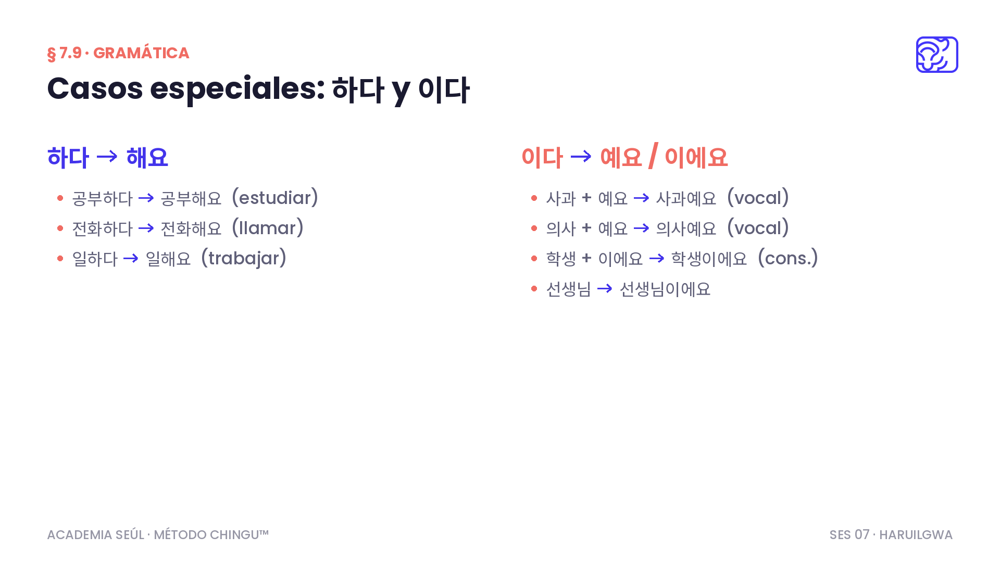 § 7.9 · GRAMÁTICA
Casos especiales: 하다 y 이다
하다 → 해요
• 공부하다 → 공부해요 (estudiar)
• 전화하다 → 전화해요 (llamar)
• 일하다 → 일해요 (trabajar)
이다 → 예요 / 이에요
• 사과 + 예요 → 사과예요 (vocal)
• 의사 + 예요 → 의사예요 (vocal)
• 학생 + 이에요 → 학생이에요 (cons.)
• 선생님 → 선생님이에요
ACADEMIA SEÚL · MÉTODO CHINGU™
SES 07 · HARUILGWA